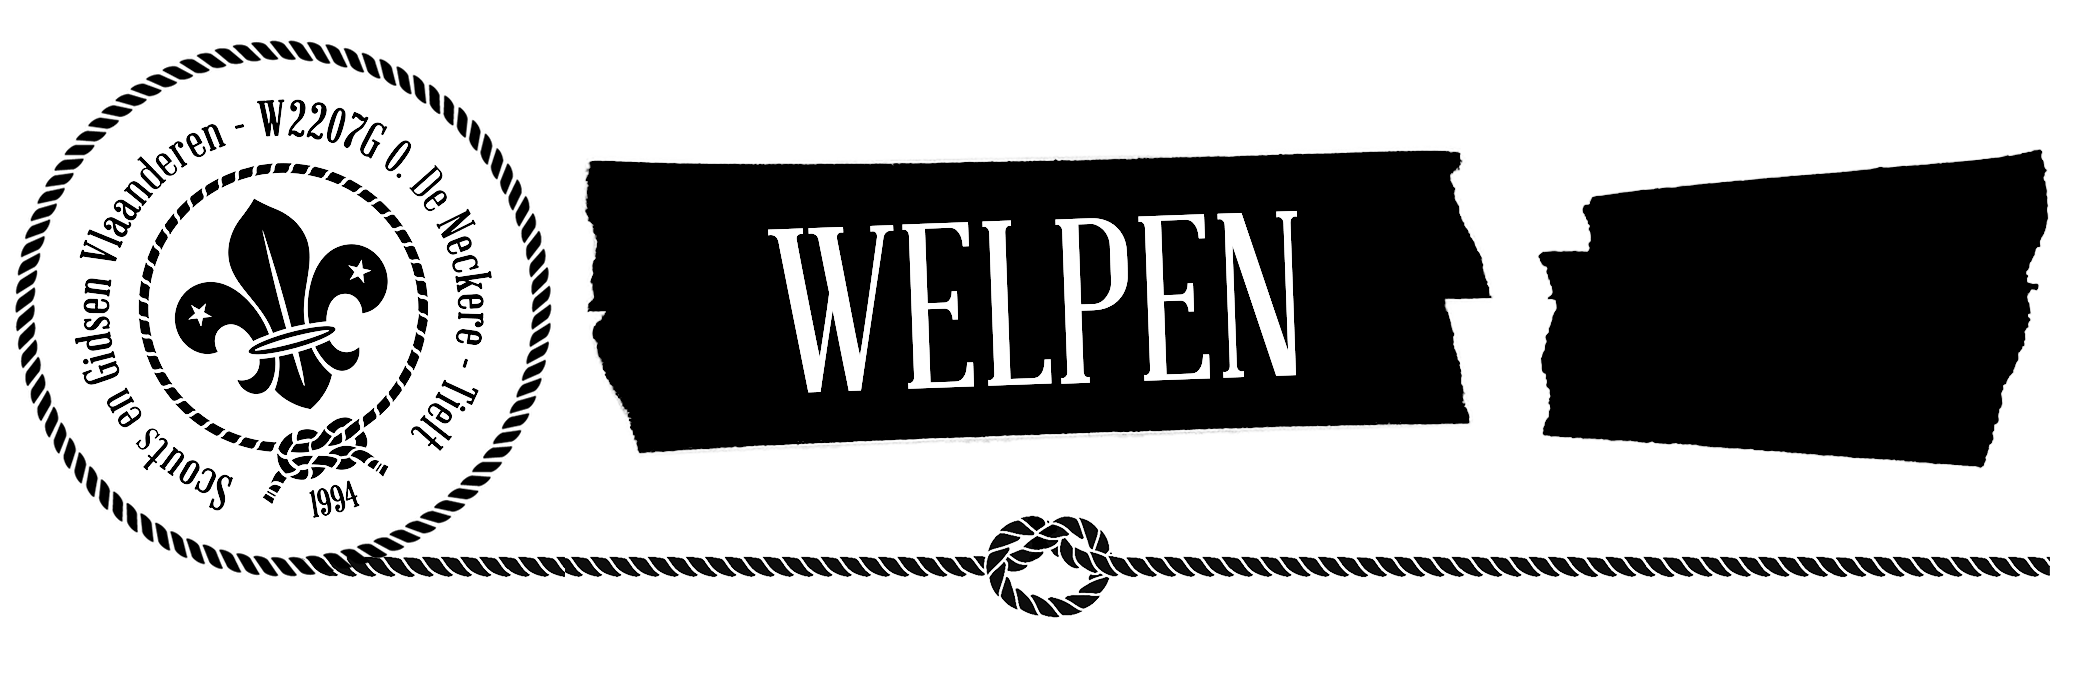 Scouts en Gidsen Vlaanderen - W2207G O. De Neckere - Tielt
1994
WELPEN